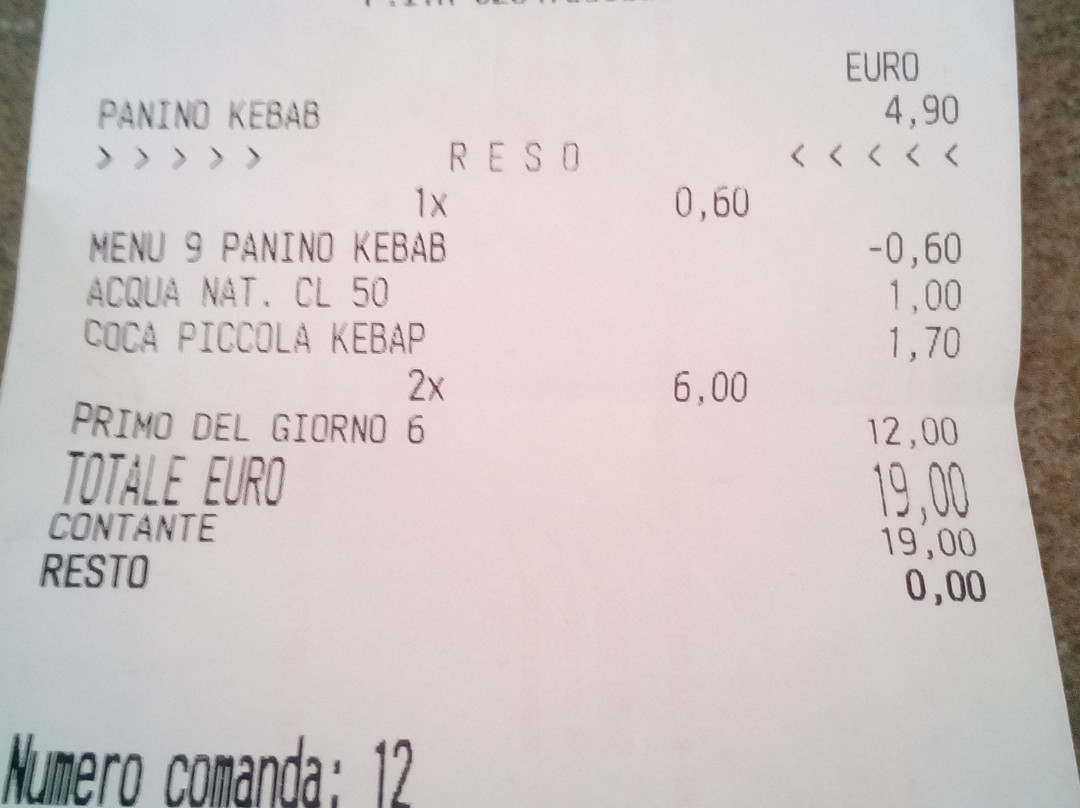 EURO
PANINO KEBAB 4,90
> > > > > R E S O < < < < <
1x 0,60
MENU 9 PANINO KEBAB -0,60
ACQUA NAT. CL 50 1,00
COCA PICCOLA KEBAP 1,70
2x 6,00
PRIMO DEL GIORNO 6 12,00
TOTALE EURO 19,00
CONTANTE 19,00
RESTO 0,00
Numero comanda: 12